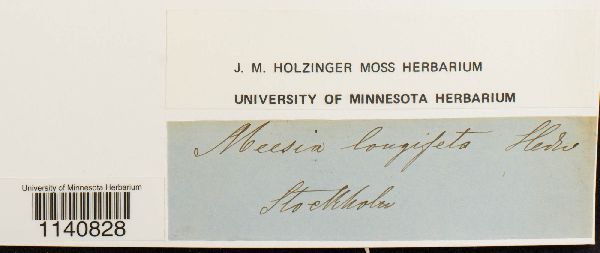 J. M. HOLZINGER MOSS HERBARIUM
UNIVERSITY OF MINNESOTA HERBARIUM
Meesia longiseta Hedw
Stockholm
University of Minnesota Herbarium
1140828